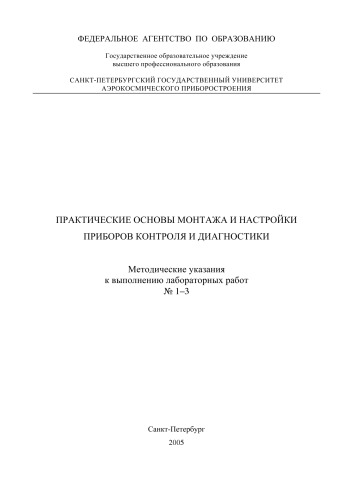 ФЕДЕРАЛЬНОЕ АГЕНТСТВО ПО ОБРАЗОВАНИЮ
Государственное образовательное учреждение
высшего профессионального образования
САНКТ-ПЕТЕРБУРГСКИЙ ГОСУДАРСТВЕННЫЙ УНИВЕРСИТЕТ
АЭРОКОСМИЧЕСКОГО ПРИБОРОСТРОЕНИЯ
ПРАКТИЧЕСКИЕ ОСНОВЫ МОНТАЖА И НАСТРОЙКИ
ПРИБОРОВ КОНТРОЛЯ И ДИАГНОСТИКИ
Методические указания
к выполнению лабораторных работ
№ 1–3
Санкт-Петербург
2005